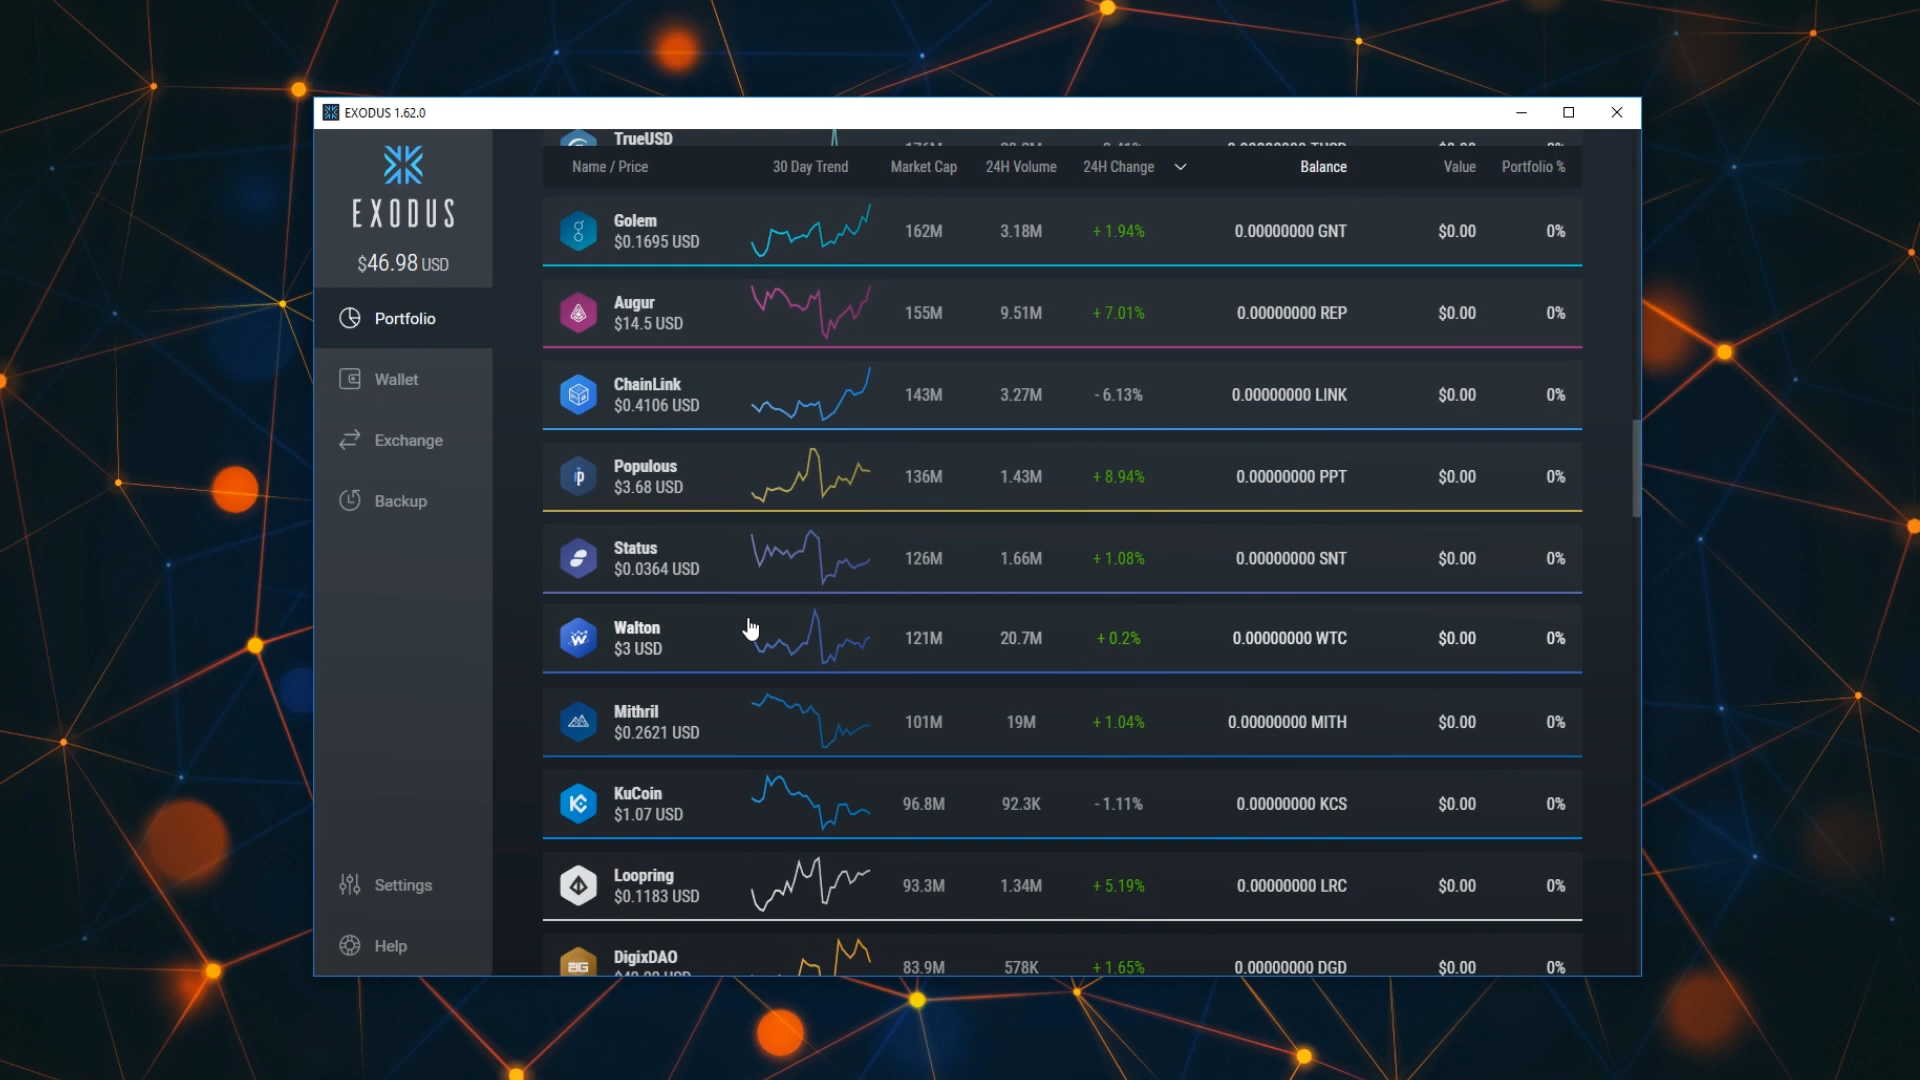 EXODUS 1.62.0
EXODUS
$46.98 USD
Portfolio
Wallet
Exchange
Backup
Settings
Help
TrueUSD
Name / Price 30 Day Trend Market Cap 24H Volume 24H Change Balance Value Portfolio %
Golem
$0.1695 USD
162M 3.18M +1.94% 0.00000000 GNT $0.00 0%
Augur
$14.5 USD
155M 9.51M +7.01% 0.00000000 REP $0.00 0%
ChainLink
$0.4106 USD
143M 3.27M -6.13% 0.00000000 LINK $0.00 0%
Populous
$3.68 USD
136M 1.43M +8.94% 0.00000000 PPT $0.00 0%
Status
$0.0364 USD
126M 1.66M +1.08% 0.00000000 SNT $0.00 0%
Walton
$3 USD
121M 20.7M +0.2% 0.00000000 WTC $0.00 0%
Mithril
$0.2621 USD
101M 19M +1.04% 0.00000000 MITH $0.00 0%
KuCoin
$1.07 USD
96.8M 92.3K -1.11% 0.00000000 KCS $0.00 0%
Loopring
$0.1183 USD
93.3M 1.34M +5.19% 0.00000000 LRC $0.00 0%
DigixDAO
83.9M 578K +1.65% 0.00000000 DGD $0.00 0%